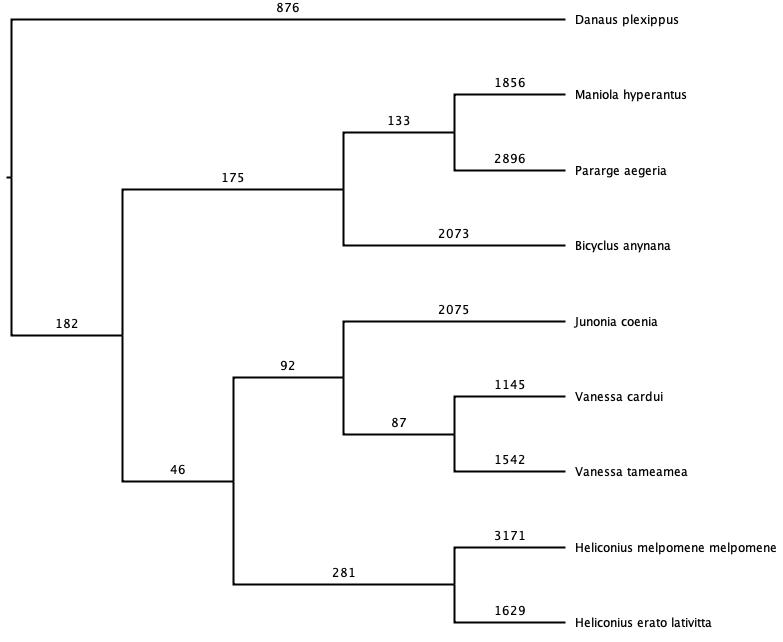 876
Danaus plexippus
1856
Maniola hyperantus
133
2896
Pararge aegeria
175
2073
Bicyclus anynana
182
2075
Junonia coenia
92
1145
Vanessa cardui
87
1542
Vanessa tameamea
46
3171
Heliconius melpomene melpomene
281
1629
Heliconius erato lativitta